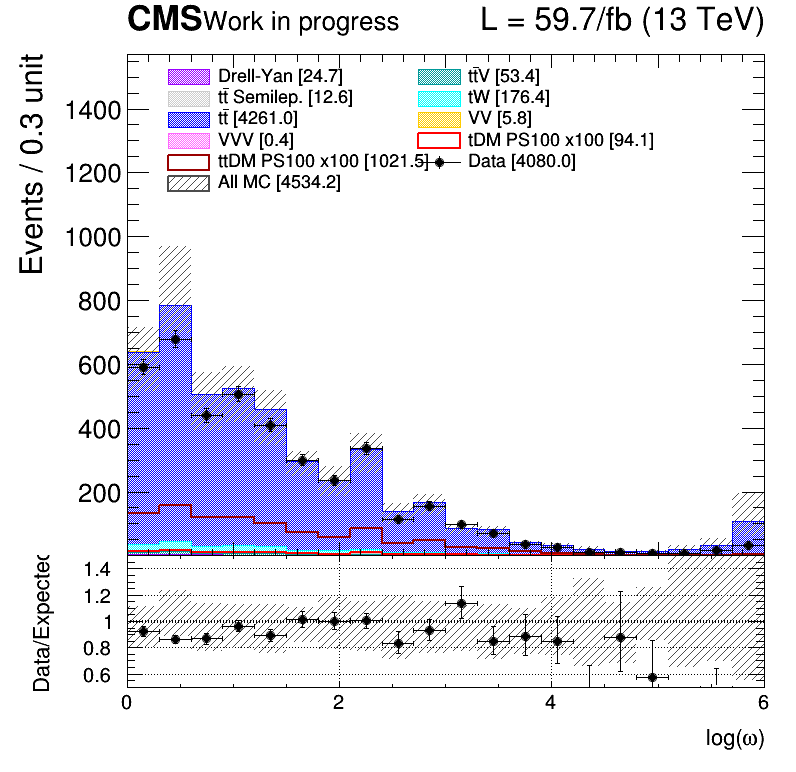 CMS Work in progress L = 59.7/fb (13 TeV)
Events / 0.3 unit
1400
1200
1000
800
600
400
200
Drell-Yan [24.7]
tt̄ Semilep. [12.6]
tt̄ [4261.0]
VVV [0.4]
ttDM PS100 x100 [1021.5]
All MC [4534.2]
tt̄V [53.4]
tW [176.4]
VV [5.8]
tDM PS100 x100 [94.1]
Data [4080.0]
Data/Expected
1.4
1.2
1
0.8
0.6
0 2 4 6
log(ω)